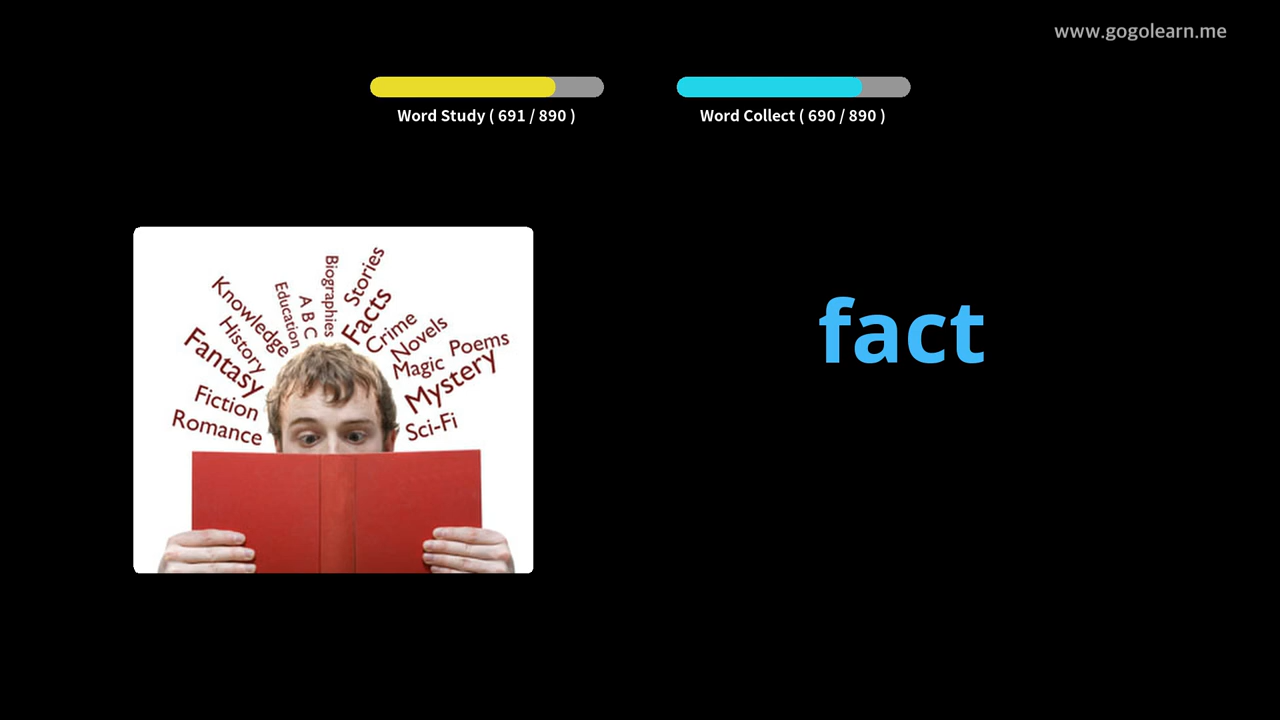 www.gogolearn.me
Word Study ( 691 / 890 )
Word Collect ( 690 / 890 )
Knowledge
Education
A B C
Biographies
Stories
Facts
Crime
Novels
Poems
History
Fantasy
Magic
Mystery
Fiction
Romance
Sci-Fi
fact